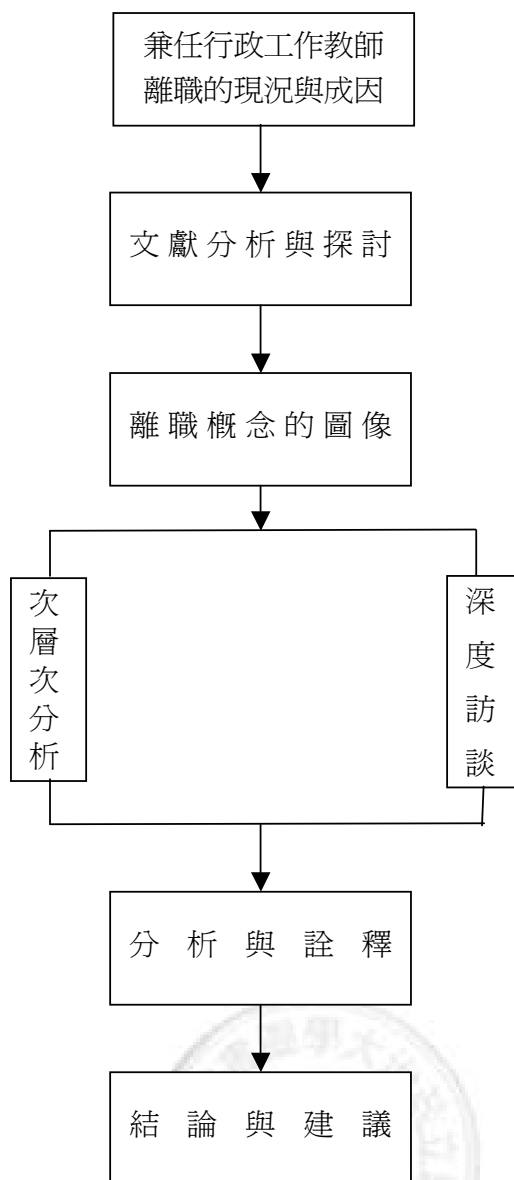 兼任行政工作教師
離職的現況與成因
文獻分析與探討
離職概念的圖像
次層次分析
深度訪談
分析與詮釋
結論與建議